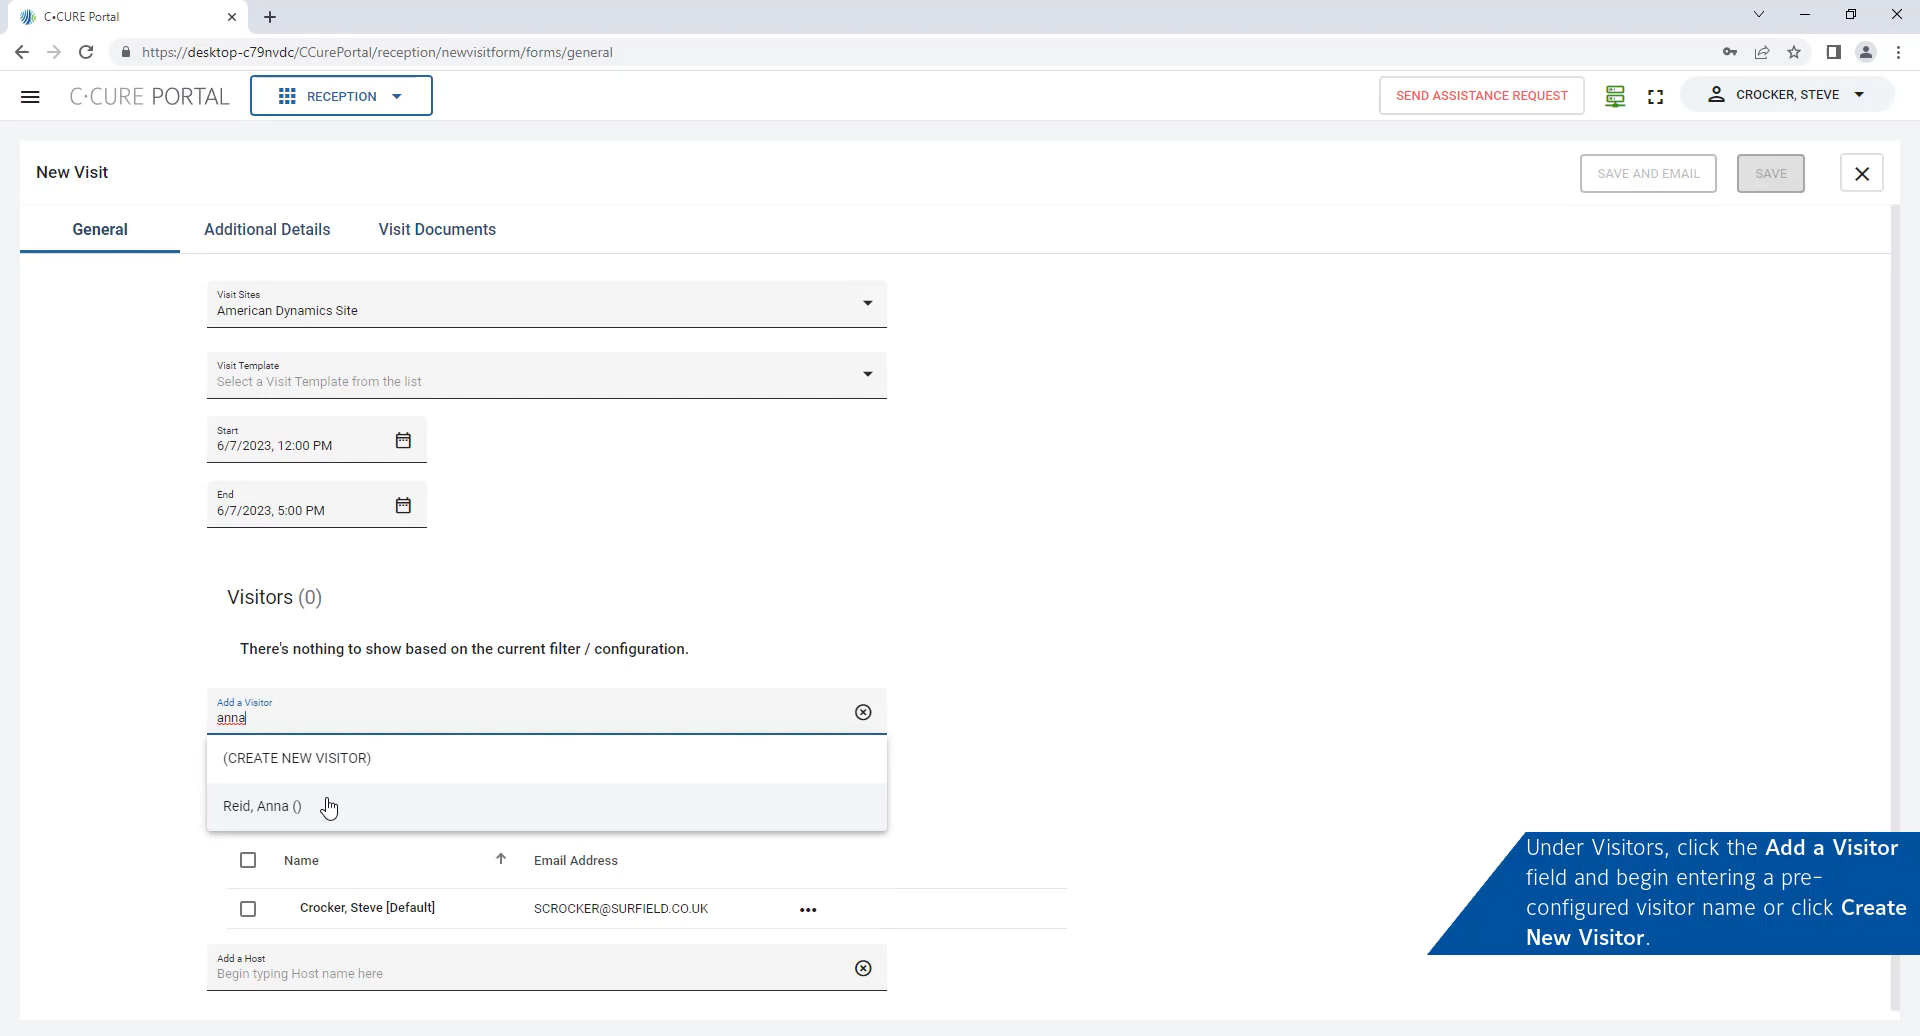 C•CURE Portal
https://desktop-c79nvdc/CCurePortal/reception/newvisitform/forms/general
C•CURE PORTAL
RECEPTION
SEND ASSISTANCE REQUEST
CROCKER, STEVE
New Visit
SAVE AND EMAIL
SAVE
General
Additional Details
Visit Documents
Visit Sites
American Dynamics Site
Visit Template
Select a Visit Template from the list
Start
6/7/2023, 12:00 PM
End
6/7/2023, 5:00 PM
Visitors (0)
There's nothing to show based on the current filter / configuration.
Add a Visitor
anna
(CREATE NEW VISITOR)
Reid, Anna ()
Name
Email Address
Crocker, Steve [Default]
SCROCKER@SURFIELD.CO.UK
Add a Host
Begin typing Host name here
Under Visitors, click the Add a Visitor
field and begin entering a pre-
configured visitor name or click Create
New Visitor.